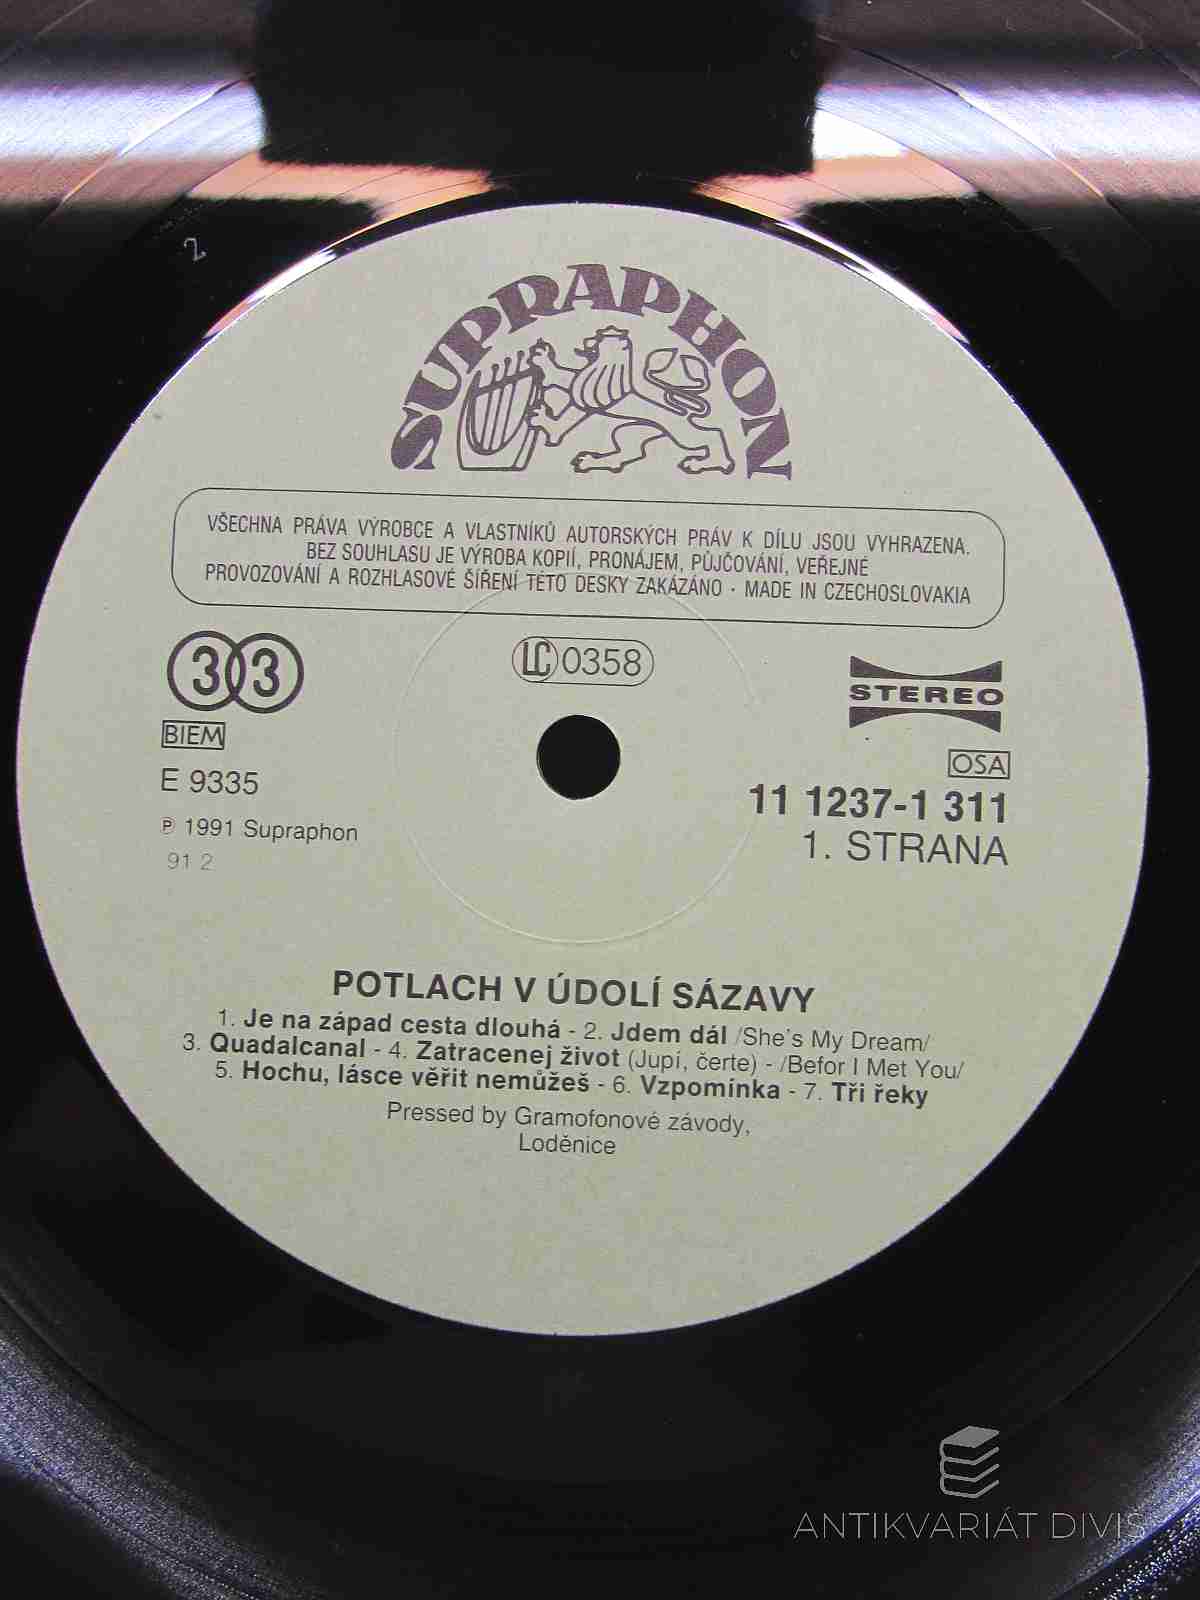 2
SUPRAPHON
VŠECHNA PRÁVA VÝROBCE A VLASTNÍKŮ AUTORSKÝCH PRÁV K DÍLU JSOU VYHRAZENA.
BEZ SOUHLASU JE VÝROBA KOPIÍ, PRONÁJEM, PŮJČOVÁNÍ, VEŘEJNÉ
PROVOZOVÁNÍ A ROZHLASOVÉ ŠÍŘENÍ TÉTO DESKY ZAKÁZÁNO · MADE IN CZECHOSLOVAKIA
33
LC 0358
STEREO
BIEM
OSA
E 9335
11 1237-1 311
℗ 1991 Supraphon
1. STRANA
91 2
POTLACH V ÚDOLÍ SÁZAVY
1. Je na západ cesta dlouhá - 2. Jdem dál /She's My Dream/
3. Quadalcanal - 4. Zatracenej život (Jupí, čerte) - /Befor I Met You/
5. Hochu, lásce věřit nemůžeš - 6. Vzpomínka - 7. Tři řeky
Pressed by Gramofonové závody,
Loděnice
ANTIKVARIÁT DIVIŠ